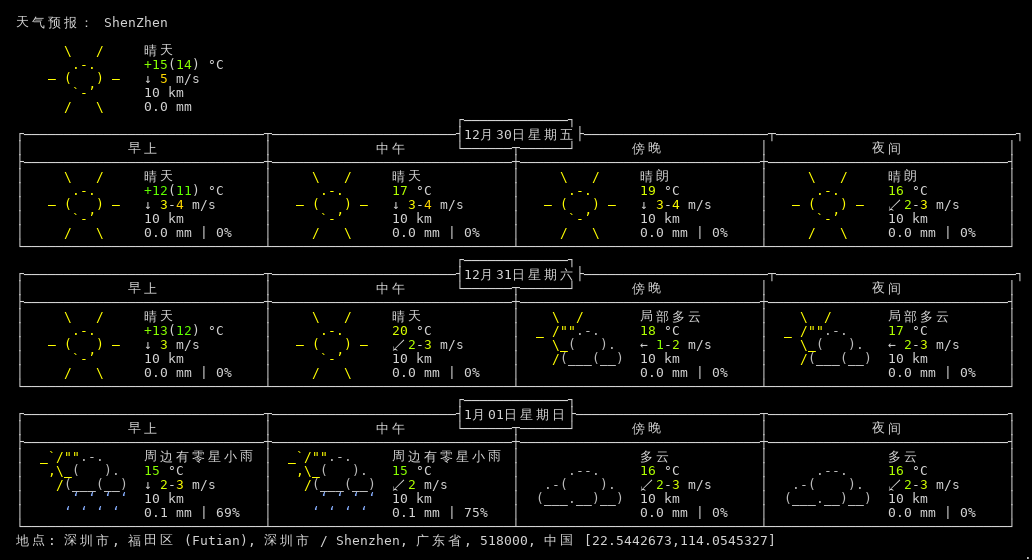 天气预报： ShenZhen
晴天
+15(14) °C
↓ 5 m/s
10 km
0.0 mm
12月30日星期五
早上 中午 傍晚 夜间
晴天 晴天 晴朗 晴朗
+12(11) °C 17 °C 19 °C 16 °C
↓ 3-4 m/s ↓ 3-4 m/s ↓ 3-4 m/s ↙ 2-3 m/s
10 km 10 km 10 km 10 km
0.0 mm | 0% 0.0 mm | 0% 0.0 mm | 0% 0.0 mm | 0%
12月31日星期六
早上 中午 傍晚 夜间
晴天 晴天 局部多云 局部多云
+13(12) °C 20 °C 18 °C 17 °C
↓ 3 m/s ↙ 2-3 m/s ← 1-2 m/s ← 2-3 m/s
10 km 10 km 10 km 10 km
0.0 mm | 0% 0.0 mm | 0% 0.0 mm | 0% 0.0 mm | 0%
1月01日星期日
早上 中午 傍晚 夜间
周边有零星小雨 周边有零星小雨 多云 多云
15 °C 15 °C 16 °C 16 °C
↓ 2-3 m/s ↙ 2 m/s ↙ 2-3 m/s ↙ 2-3 m/s
10 km 10 km 10 km 10 km
0.1 mm | 69% 0.1 mm | 75% 0.0 mm | 0% 0.0 mm | 0%
地点: 深圳市, 福田区 (Futian), 深圳市 / Shenzhen, 广东省, 518000, 中国 [22.5442673,114.0545327]